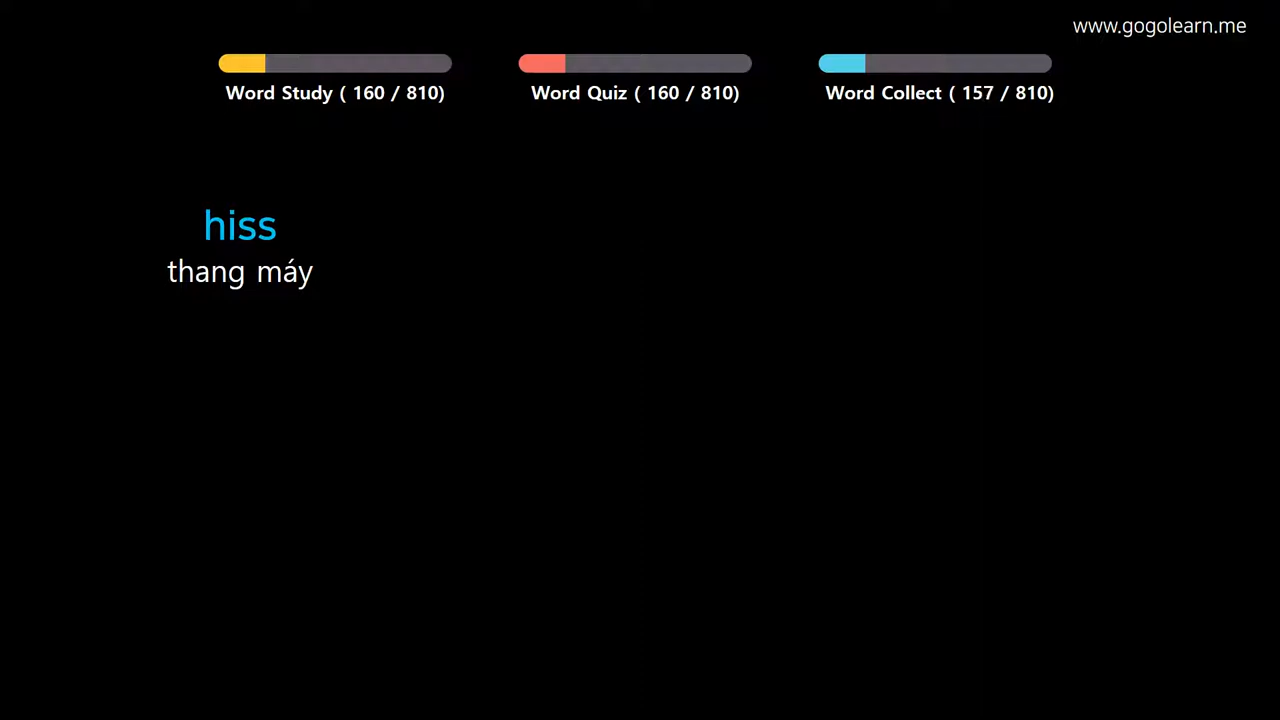 www.gogolearn.me
Word Study ( 160 / 810)
Word Quiz ( 160 / 810)
Word Collect ( 157 / 810)
hiss
thang máy